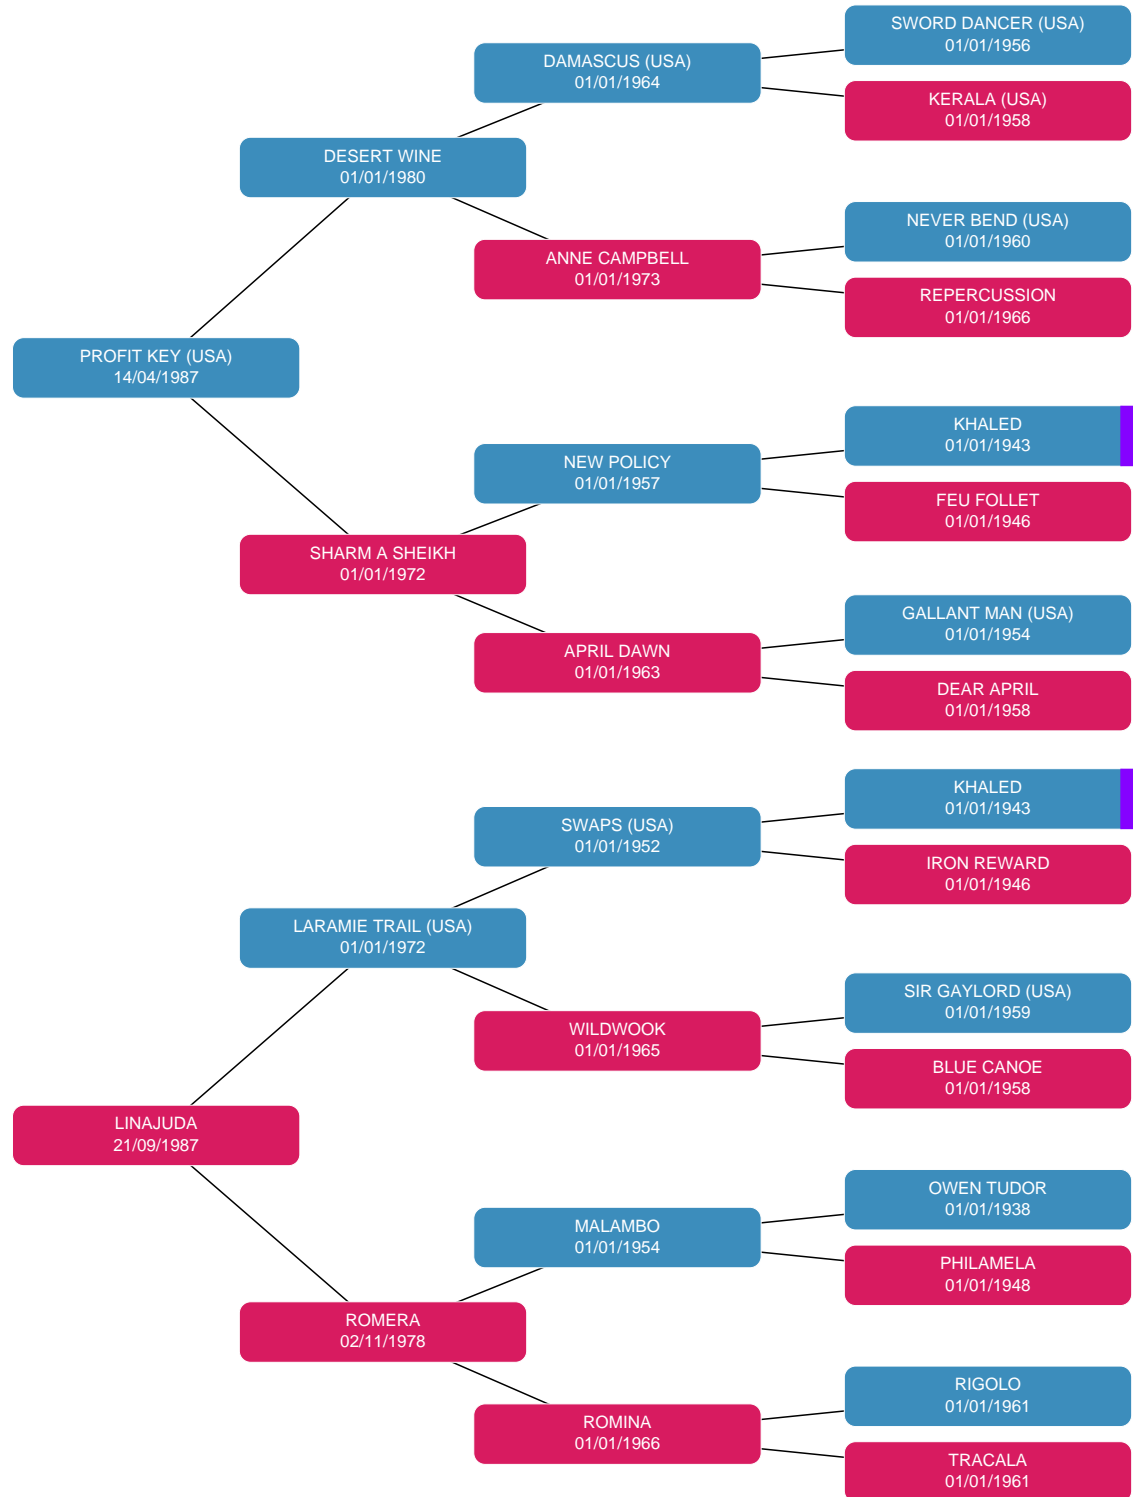 SWORD DANCER (USA)
01/01/1956
DAMASCUS (USA)
01/01/1964
KERALA (USA)
01/01/1958
DESERT WINE
01/01/1980
NEVER BEND (USA)
01/01/1960
ANNE CAMPBELL
01/01/1973
REPERCUSSION
01/01/1966
PROFIT KEY (USA)
14/04/1987
KHALED
01/01/1943
NEW POLICY
01/01/1957
FEU FOLLET
01/01/1946
SHARM A SHEIKH
01/01/1972
GALLANT MAN (USA)
01/01/1954
APRIL DAWN
01/01/1963
DEAR APRIL
01/01/1958
KHALED
01/01/1943
SWAPS (USA)
01/01/1952
IRON REWARD
01/01/1946
LARAMIE TRAIL (USA)
01/01/1972
SIR GAYLORD (USA)
01/01/1959
WILDWOOK
01/01/1965
BLUE CANOE
01/01/1958
LINAJUDA
21/09/1987
OWEN TUDOR
01/01/1938
MALAMBO
01/01/1954
PHILAMELA
01/01/1948
ROMERA
02/11/1978
RIGOLO
01/01/1961
ROMINA
01/01/1966
TRACALA
01/01/1961